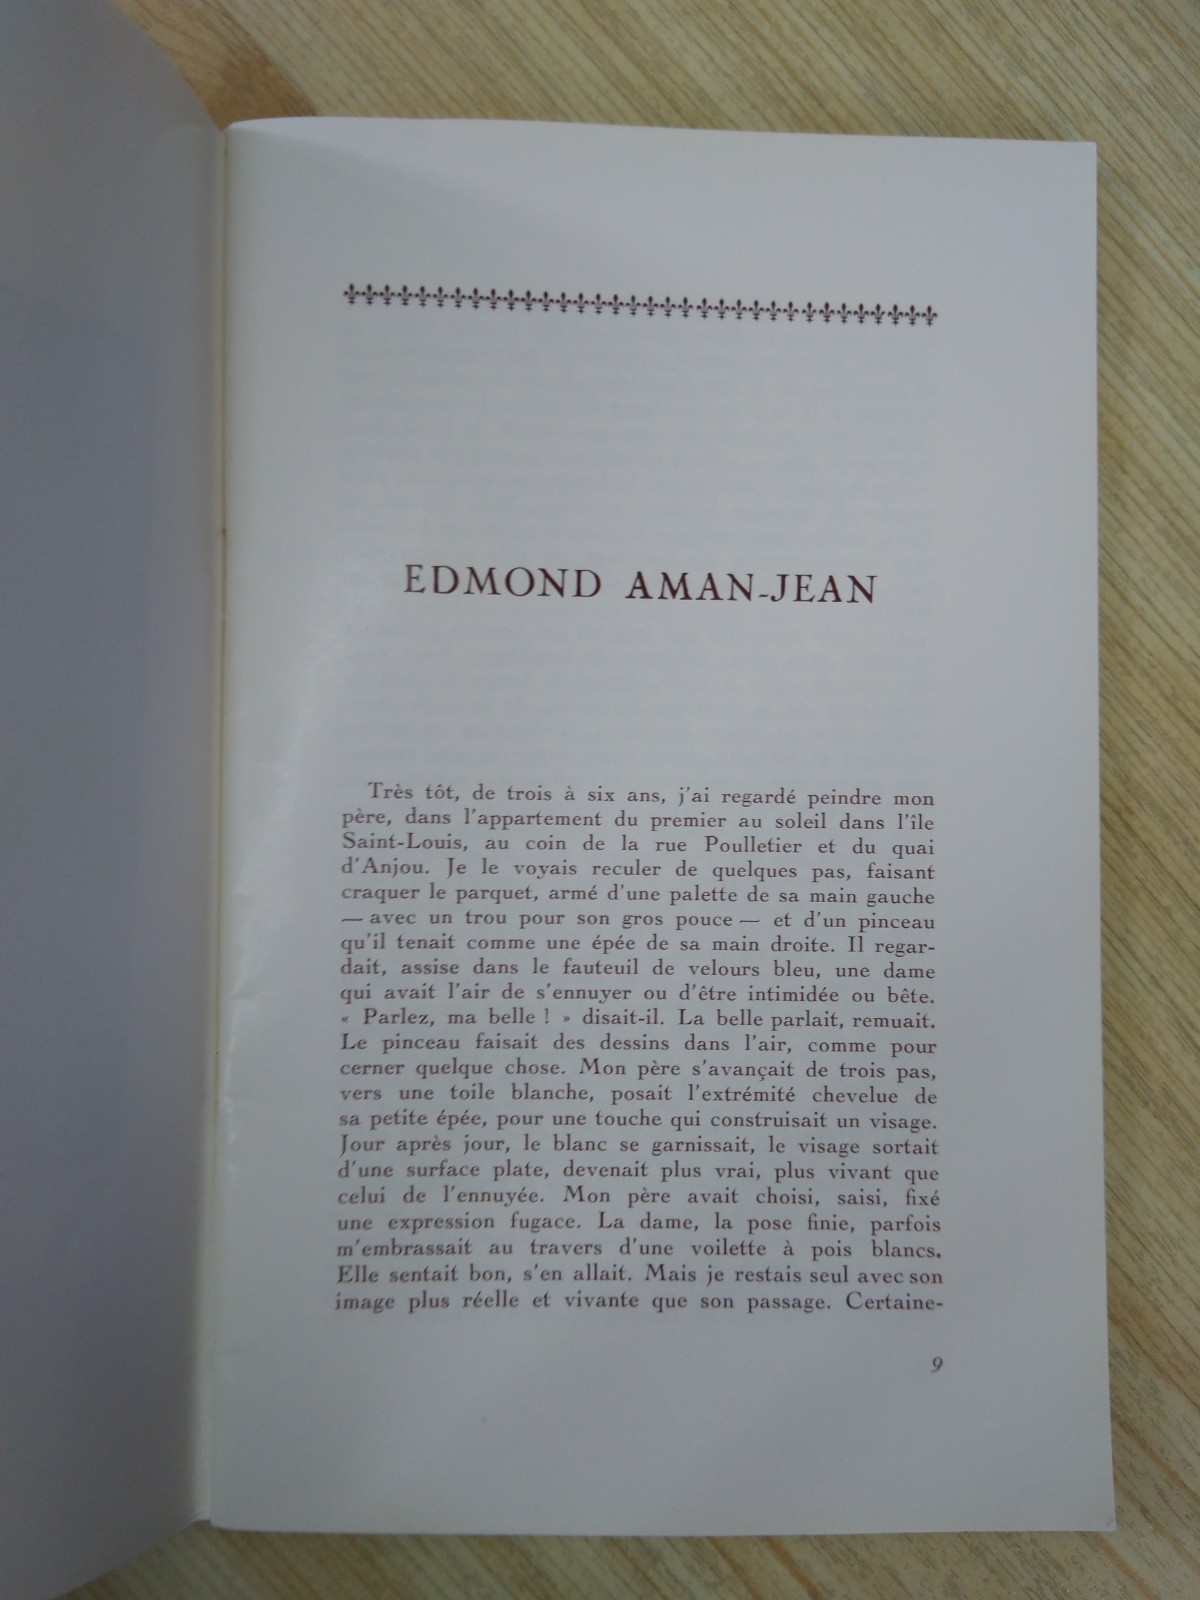 EDMOND AMAN-JEAN
Très tôt, de trois à six ans, j'ai regardé peindre mon
père, dans l'appartement du premier au soleil dans l'île
Saint-Louis, au coin de la rue Poulletier et du quai
d'Anjou. Je le voyais reculer de quelques pas, faisant
craquer le parquet, armé d'une palette de sa main gauche
— avec un trou pour son gros pouce — et d'un pinceau
qu'il tenait comme une épée de sa main droite. Il regar-
dait, assise dans le fauteuil de velours bleu, une dame
qui avait l'air de s'ennuyer ou d'être intimidée ou bête.
« Parlez, ma belle ! » disait-il. La belle parlait, remuait.
Le pinceau faisait des dessins dans l'air, comme pour
cerner quelque chose. Mon père s'avançait de trois pas,
vers une toile blanche, posait l'extrémité chevelue de
sa petite épée, pour une touche qui construisait un visage.
Jour après jour, le blanc se garnissait, le visage sortait
d'une surface plate, devenait plus vrai, plus vivant que
celui de l'ennuyée. Mon père avait choisi, saisi, fixé
une expression fugace. La dame, la pose finie, parfois
m'embrassait au travers d'une voilette à pois blancs.
Elle sentait bon, s'en allait. Mais je restais seul avec son
image plus réelle et vivante que son passage. Certaine-
9